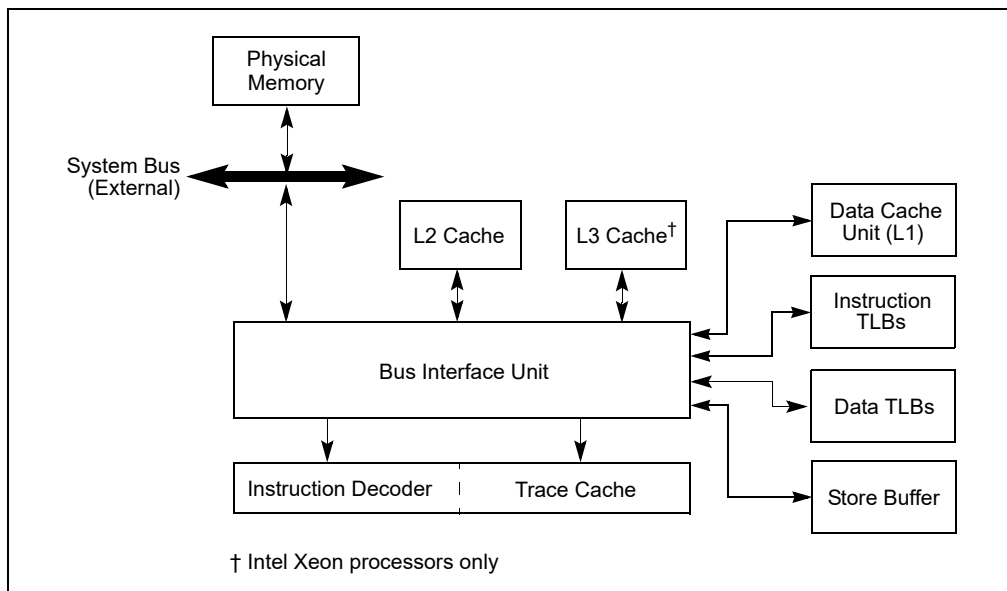 Physical
Memory
System Bus
(External)
L2 Cache
L3 Cache†
Data Cache
Unit (L1)
Instruction
TLBs
Bus Interface Unit
Data TLBs
Instruction Decoder
Trace Cache
Store Buffer
† Intel Xeon processors only